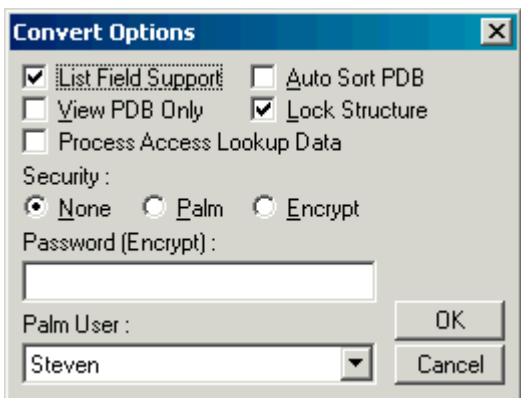 Convert Options
List Field Support Auto Sort PDB
View PDB Only Lock Structure
Process Access Lookup Data
Security :
None Palm Encrypt
Password (Encrypt) :
Palm User :
OK
Steven
Cancel